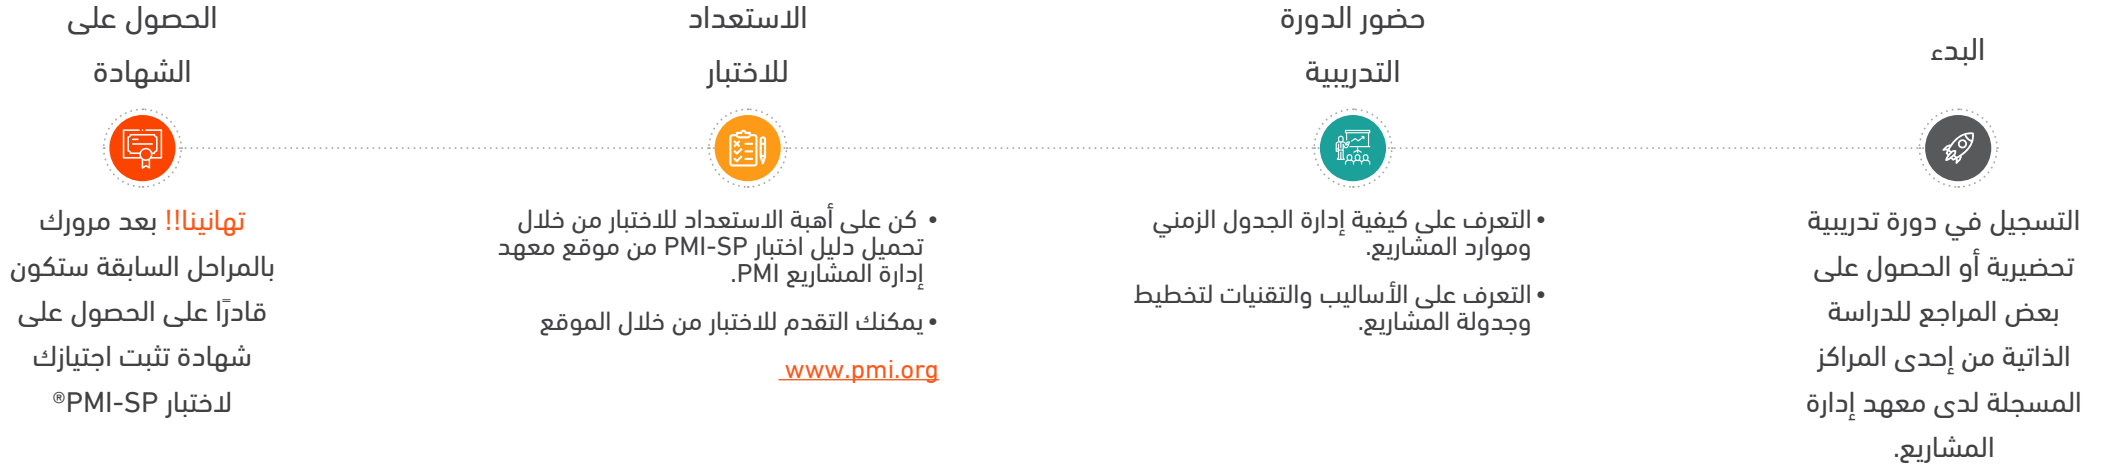 البدء
التسجيل في دورة تدريبية
تحضيرية أو الحصول على
بعض المراجع للدراسة
الذاتية من إحدى المراكز
المسجلة لدى معهد إدارة
المشاريع.
حضور الدورة
التدريبية
• التعرف على كيفية إدارة الجدول الزمني
وموارد المشاريع.
• التعرف على الأساليب والتقنيات لتخطيط
وجدولة المشاريع.
الاستعداد
للاختبار
• كن على أهبة الاستعداد للاختبار من خلال
تحميل دليل اختبار PMI-SP من موقع معهد
إدارة المشاريع PMI.
• يمكنك التقدم للاختبار من خلال الموقع
www.pmi.org
الحصول على
الشهادة
تهانينا!! بعد مرورك
بالمراحل السابقة ستكون
قادرًا على الحصول على
شهادة تثبت اجتيازك
لاختبار PMI-SP®